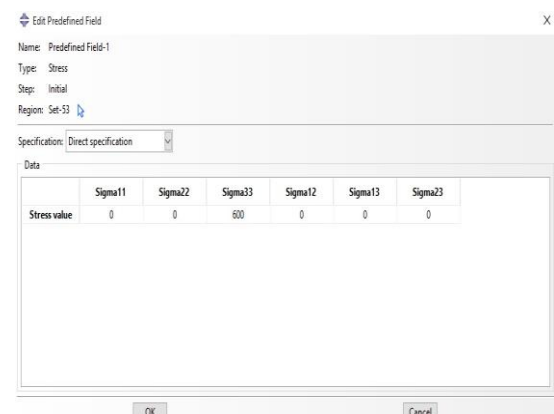 Edit Predefined Field X
Name: Predefined Field-1
Type: Stress
Step: Initial
Region: Set-53
Specification: Direct specification
Data
Sigma11 Sigma22 Sigma33 Sigma12 Sigma13 Sigma23
Stress value 0 0 600 0 0 0
OK Cancel